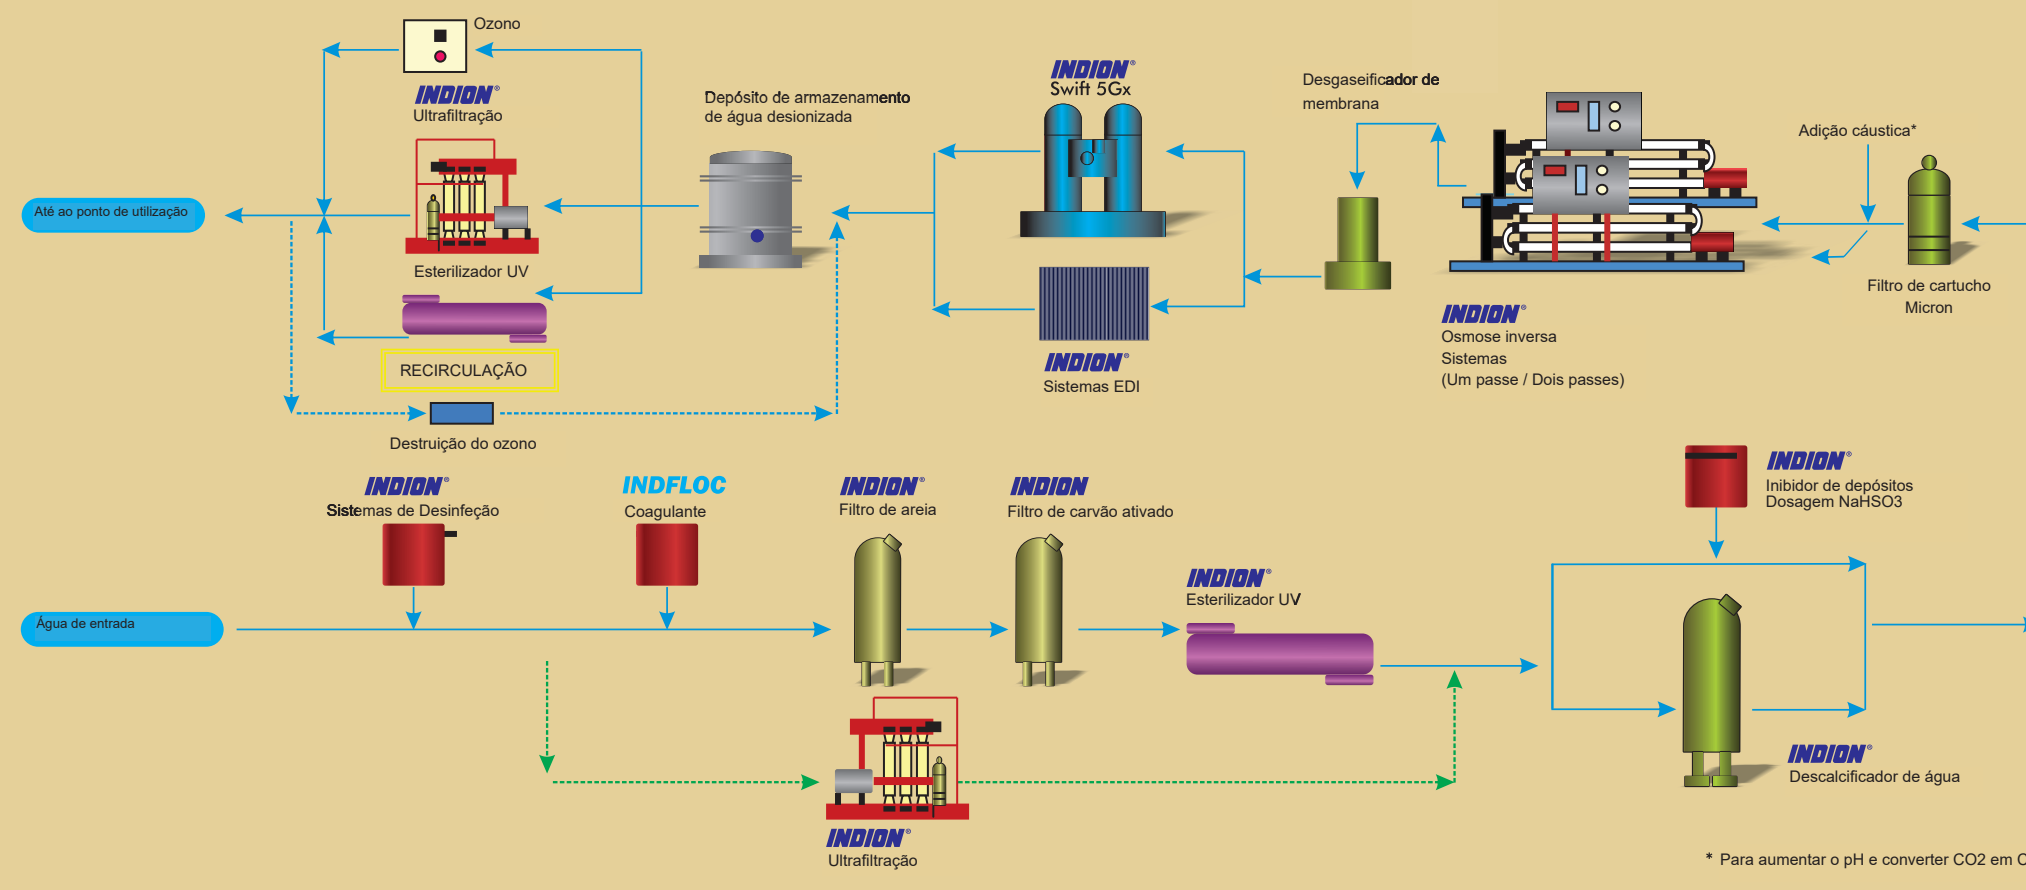 Ozono
INDION®
Ultrafiltração
Esterilizador UV
RECIRCULAÇÃO
Destruição do ozono
Até ao ponto de utilização
Depósito de armazenamento
de água desionizada
INDION®
Swift 5Gx
INDION®
Sistemas EDI
Desgaseificador de
membrana
INDION®
Osmose inversa
Sistemas
(Um passe / Dois passes)
Adição cáustica*
Filtro de cartucho
Micron
INDION®
Sistemas de Desinfeção
INDFLOC
Coagulante
INDION®
Filtro de areia
INDION
Filtro de carvão ativado
Água de entrada
INDION®
Esterilizador UV
INDION®
Ultrafiltração
INDION®
Inibidor de depósitos
Dosagem NaHSO3
INDION®
Descalcificador de água
* Para aumentar o pH e converter CO2 em